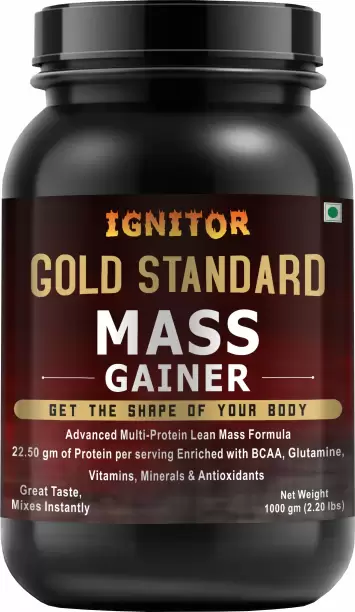 IGNITOR
GOLD STANDARD
MASS
GAINER
GET THE SHAPE OF YOUR BODY
Advanced Multi-Protein Lean Mass Formula
22.50 gm of Protein per serving Enriched with BCAA, Glutamine,
Vitamins, Minerals & Antioxidants
Great Taste,
Mixes Instantly
Net Weight
1000 gm (2.20 lbs)